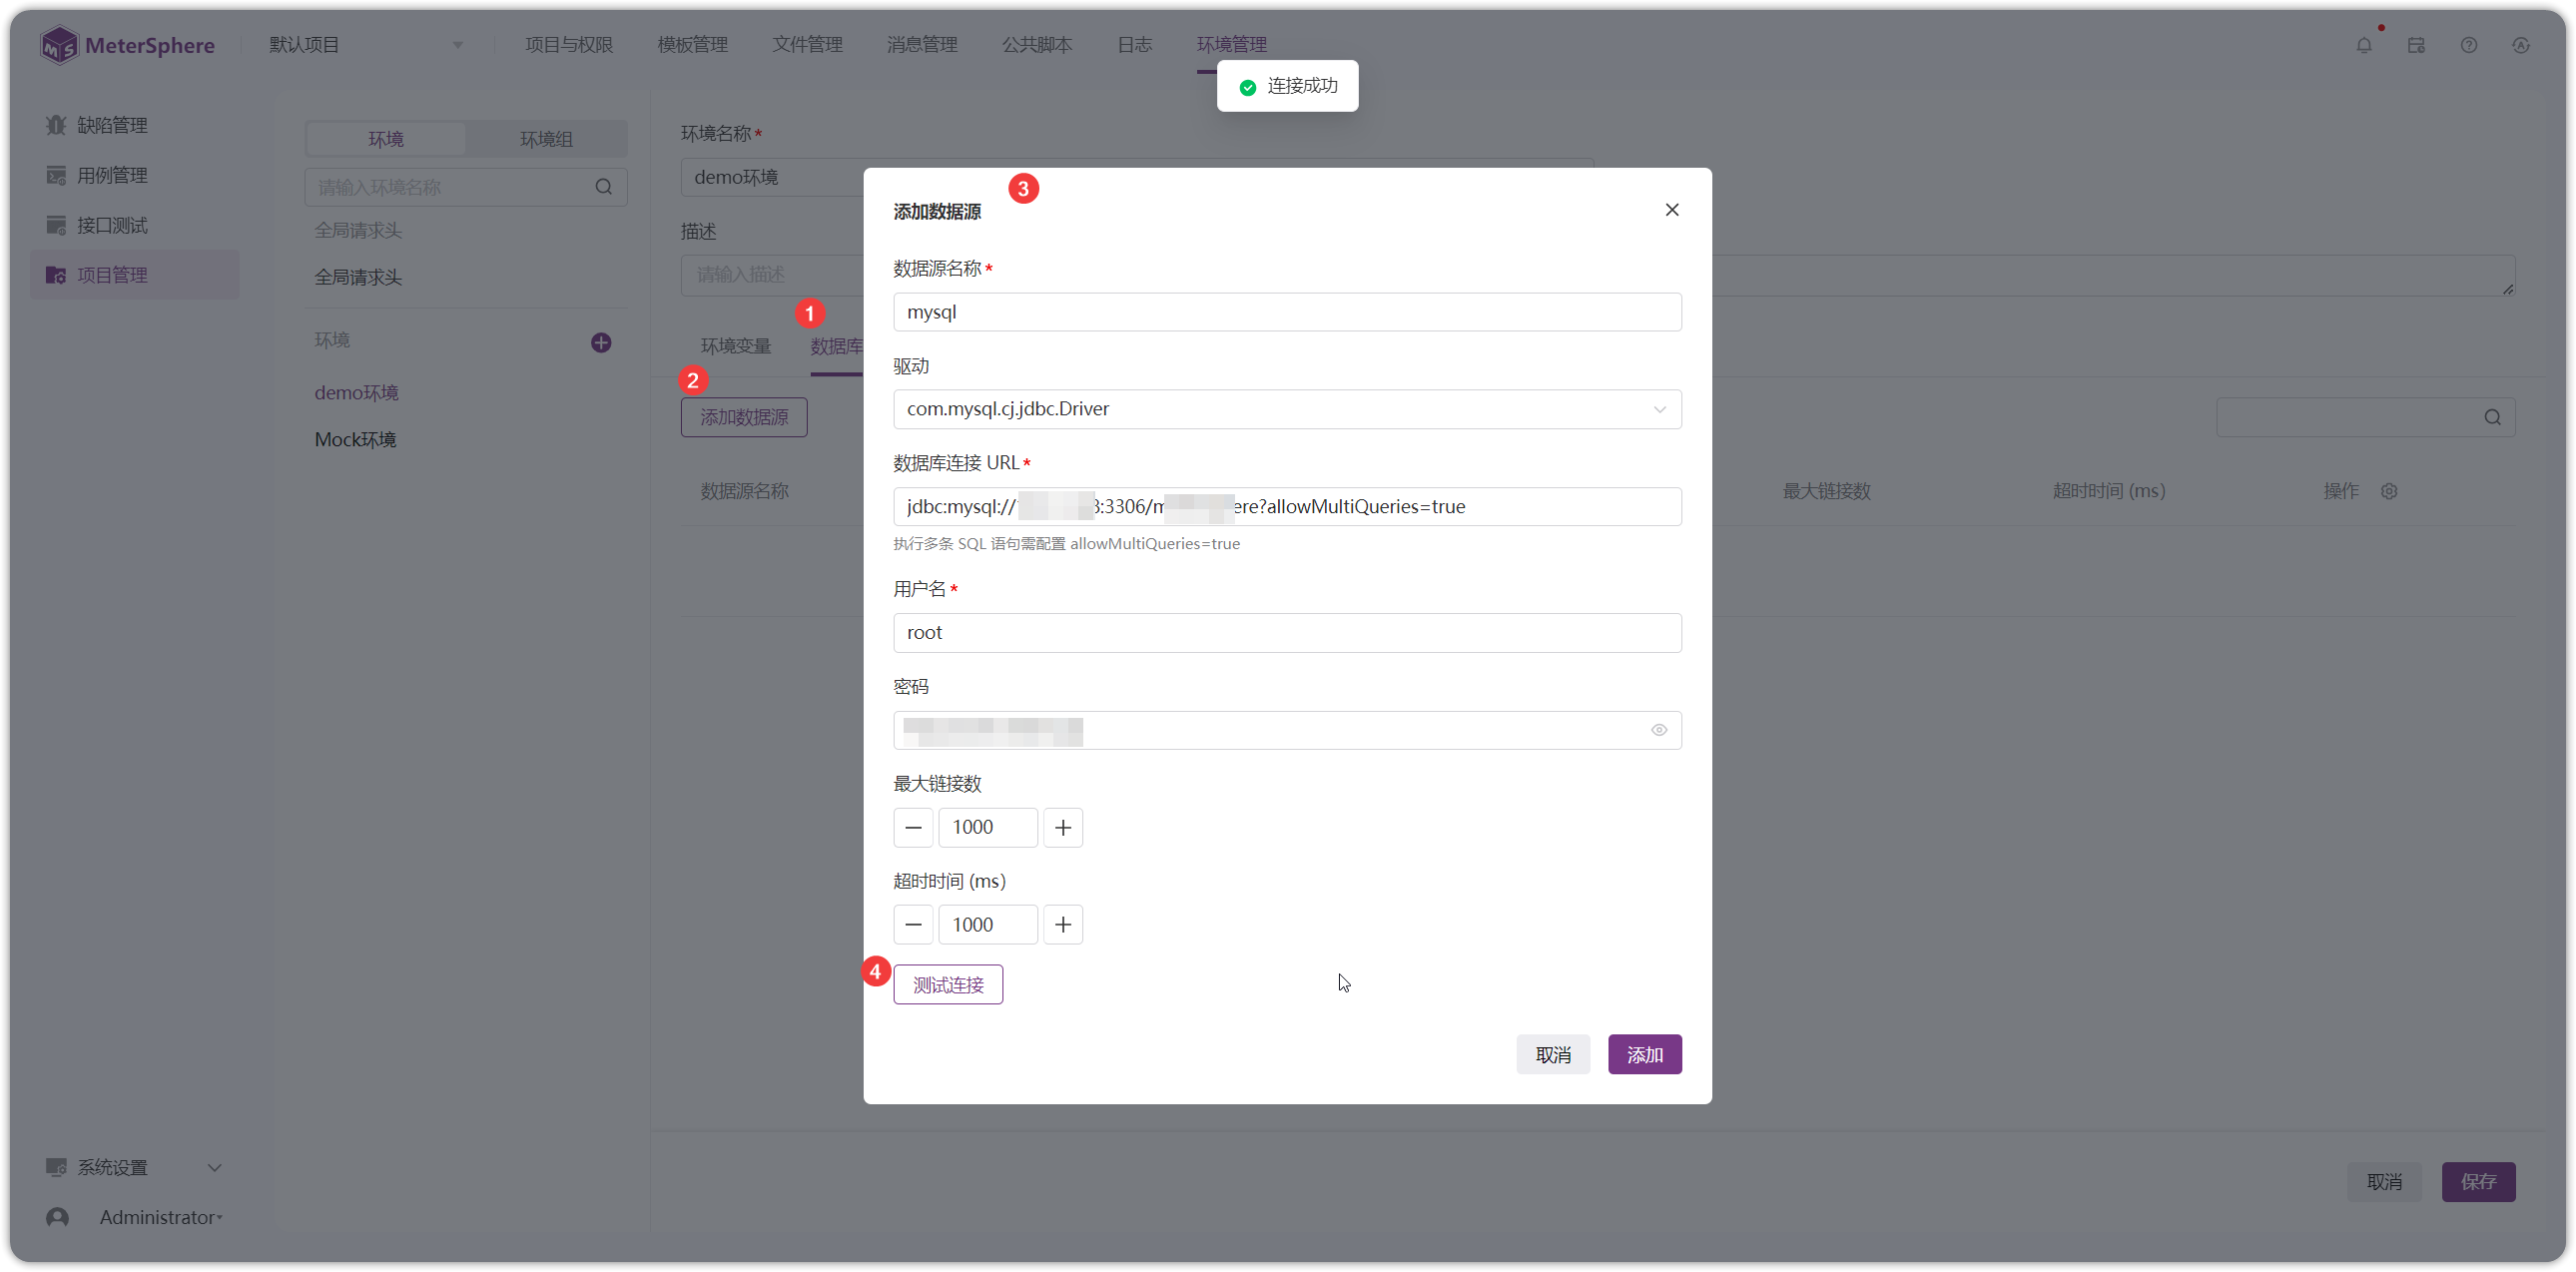 MeterSphere
默认项目
项目与权限
模板管理
文件管理
消息管理
公共脚本
日志
环境管理
连接成功
缺陷管理
用例管理
接口测试
项目管理
环境
环境组
请输入环境名称
全局请求头
全局请求头
环境
demo环境
Mock环境
环境名称*
demo环境
描述
请输入描述
1
环境变量
数据库
2
添加数据源
数据源名称
最大链接数
超时时间 (ms)
操作
3
添加数据源
数据源名称*
mysql
驱动
com.mysql.cj.jdbc.Driver
数据库连接 URL*
jdbc:mysql:// :3306/ ere?allowMultiQueries=true
执行多条 SQL 语句需配置 allowMultiQueries=true
用户名*
root
密码
最大链接数
1000
超时时间 (ms)
1000
4
测试连接
取消
添加
系统设置
Administrator
取消
保存